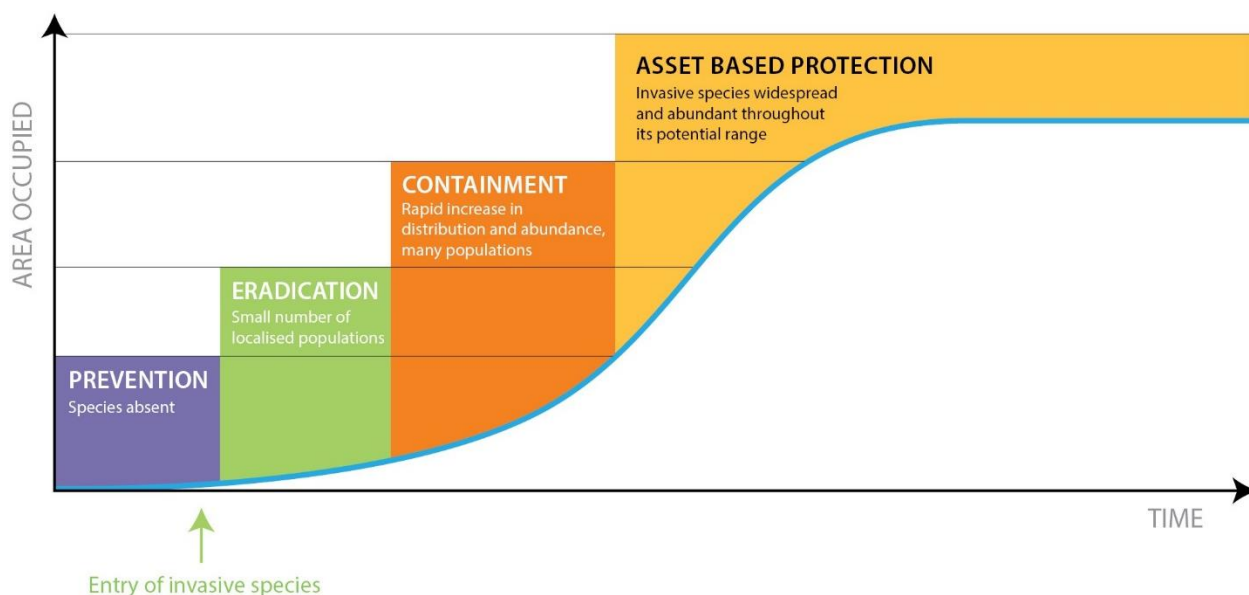 AREA OCCUPIED
ASSET BASED PROTECTION
Invasive species widespread
and abundant throughout
its potential range
CONTAINMENT
Rapid increase in
distribution and abundance,
many populations
ERADICATION
Small number of
localised populations
PREVENTION
Species absent
TIME
Entry of invasive species